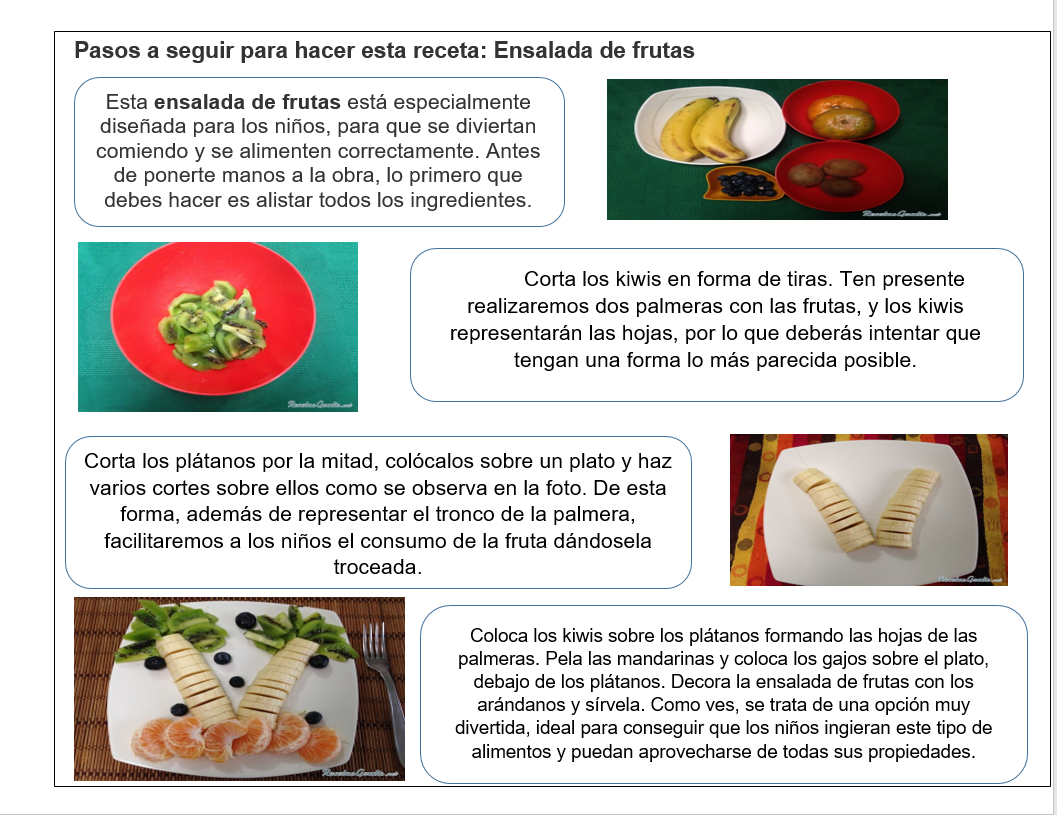 Pasos a seguir para hacer esta receta: Ensalada de frutas
Esta ensalada de frutas está especialmente
diseñada para los niños, para que se diviertan
comiendo y se alimenten correctamente. Antes
de ponerte manos a la obra, lo primero que
debes hacer es alistar todos los ingredientes.
RecetasGratis.net
Corta los kiwis en forma de tiras. Ten presente
realizaremos dos palmeras con las frutas, y los kiwis
representarán las hojas, por lo que deberás intentar que
tengan una forma lo más parecida posible.
RecetasGratis.net
Corta los plátanos por la mitad, colócalos sobre un plato y haz
varios cortes sobre ellos como se observa en la foto. De esta
forma, además de representar el tronco de la palmera,
facilitaremos a los niños el consumo de la fruta dándosela
troceada.
RecetasGratis.net
Coloca los kiwis sobre los plátanos formando las hojas de las
palmeras. Pela las mandarinas y coloca los gajos sobre el plato,
debajo de los plátanos. Decora la ensalada de frutas con los
arándanos y sírvela. Como ves, se trata de una opción muy
divertida, ideal para conseguir que los niños ingieran este tipo de
alimentos y puedan aprovecharse de todas sus propiedades.
RecetasGratis.net